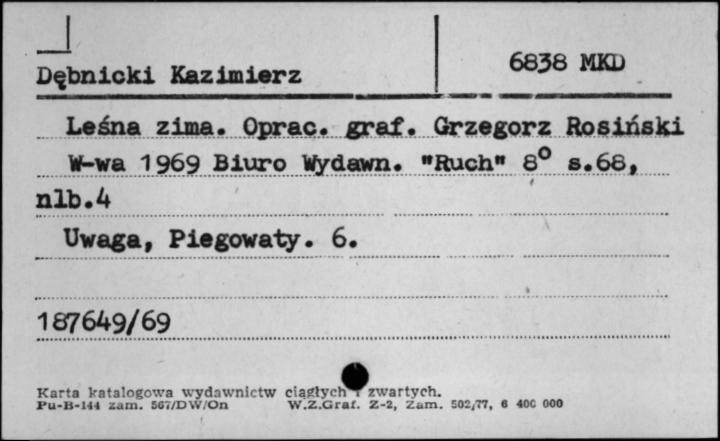 6838 MKD
Dębnicki Kazimierz
Leśna zima. Oprac. graf. Grzegorz Rosiński
W-wa 1969 Biuro Wydawn. "Ruch" 8° s.68,
nlb.4
Uwaga, Piegowaty. 6.
187649/69
Karta katalogowa wydawnictw ciągłych i zwartych.
Pu-B-144 zam. 567/DW/On W.Z.Graf. Z-2, Zam. 502/77, 6 400 000